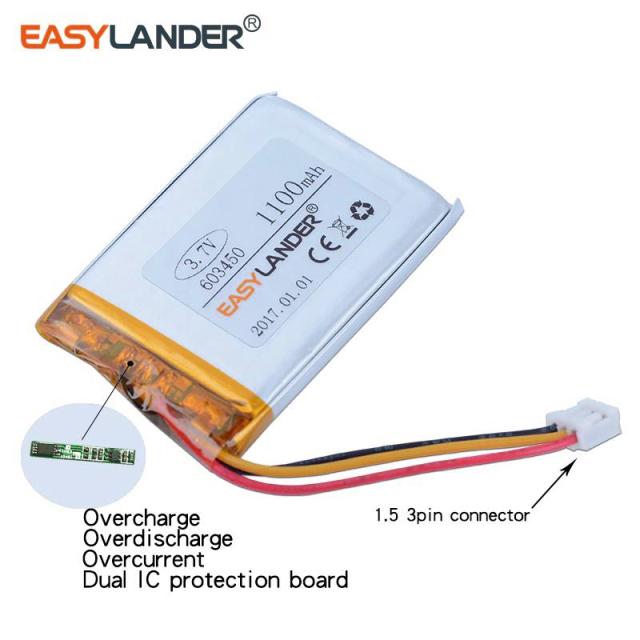 EASYLANDER®
3.7V
603450
1100mAh
EASYLANDER®
CE
2017.01.01
1.5 3pin connector
Overcharge
Overdischarge
Overcurrent
Dual IC protection board